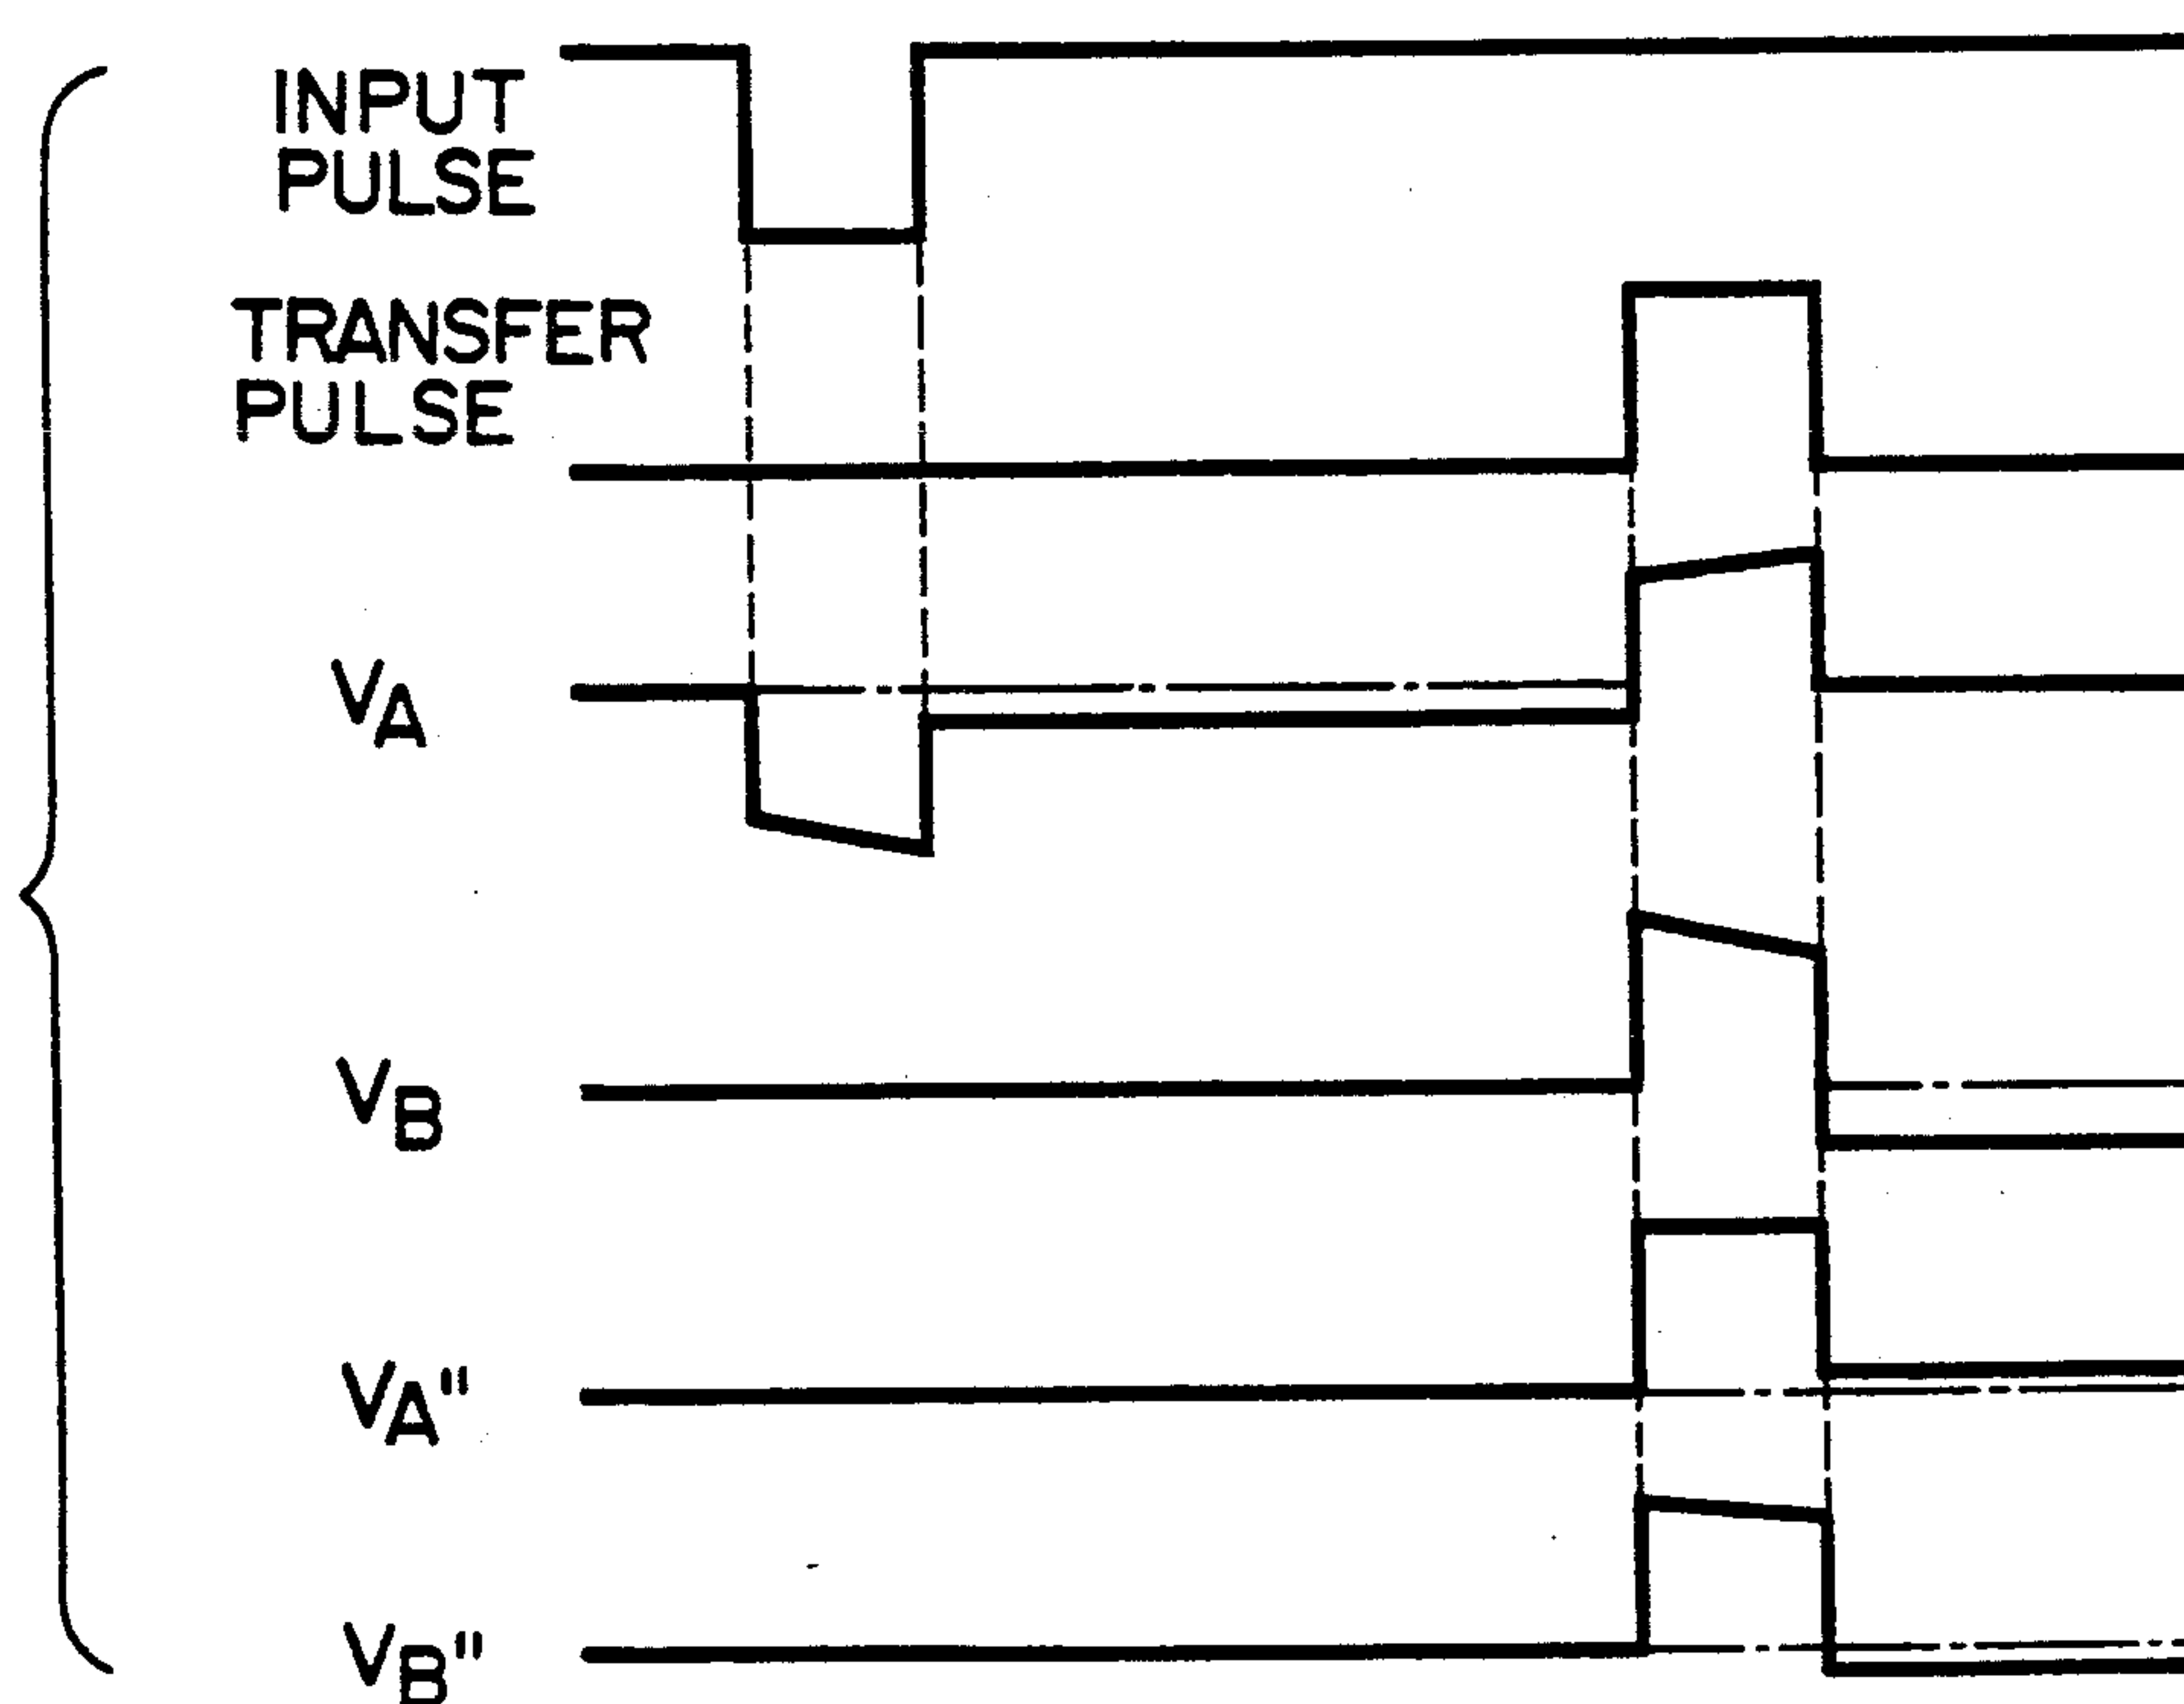 INPUT
PULSE
TRANSFER
PULSE
VA
VB
VA"
VB"